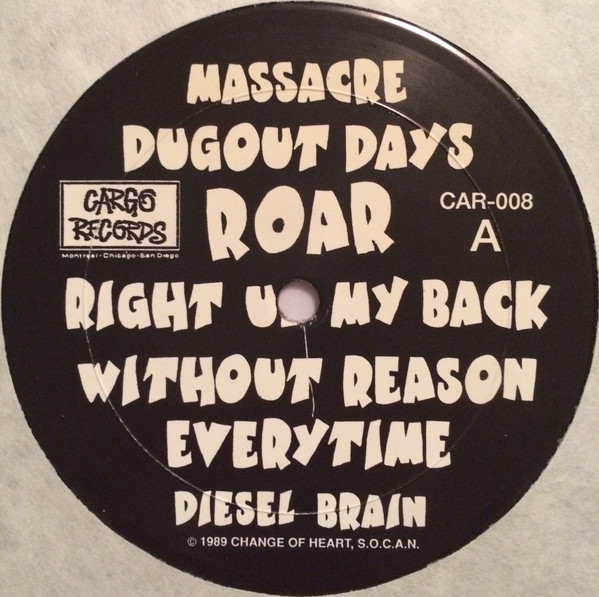 MASSACRE
DUGOUT DAYS
CARGO
RECORDS
Montreal-Chicago-San Diego
ROAR
CAR-008
A
RIGHT MY BACK
WITHOUT REASON
EVERYTIME
DIESEL BRAIN
© 1989 CHANGE OF HEART, S.O.C.A.N.